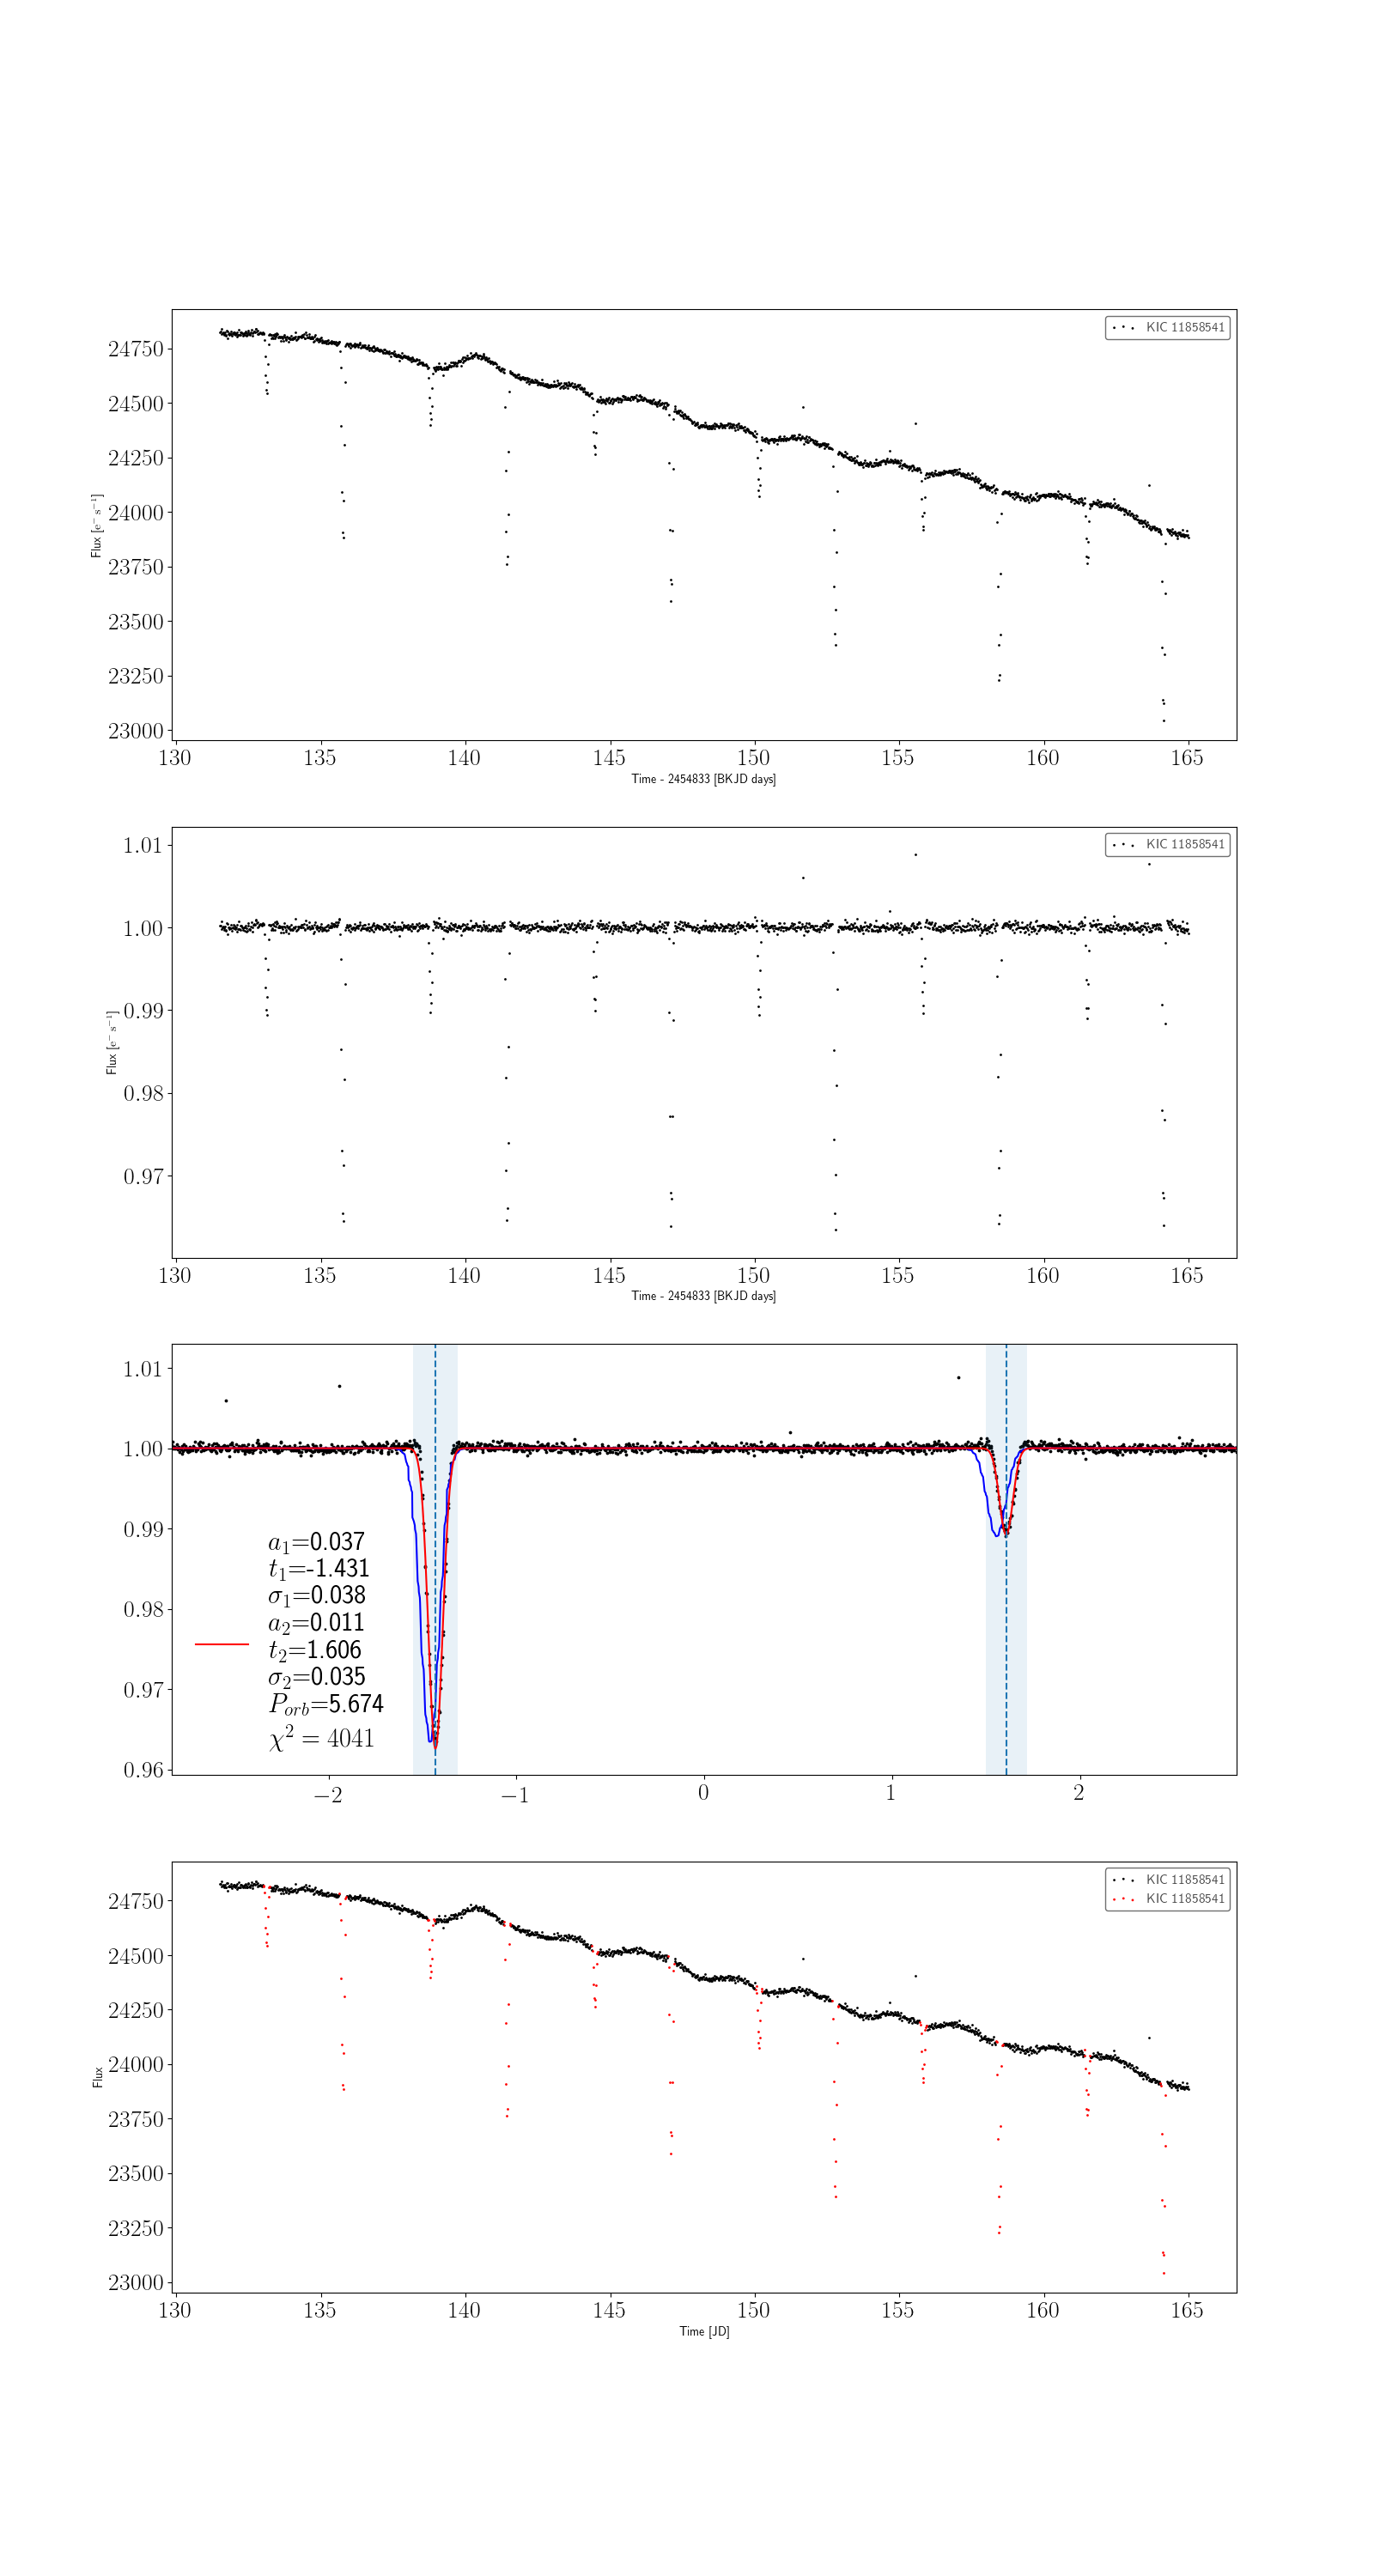 KIC 11858541
24750
24500
24250
24000
23750
23500
23250
23000
Flux [e⁻ s⁻¹]
130 135 140 145 150 155 160 165
Time - 2454833 [BKJD days]
KIC 11858541
1.01
1.00
0.99
0.98
0.97
Flux [e⁻ s⁻¹]
130 135 140 145 150 155 160 165
Time - 2454833 [BKJD days]
1.01
1.00
0.99
0.98
0.97
0.96
a₁=0.037
t₁=-1.431
σ₁=0.038
a₂=0.011
t₂=1.606
σ₂=0.035
P_orb=5.674
χ² = 4041
−2 −1 0 1 2
KIC 11858541
KIC 11858541
24750
24500
24250
24000
23750
23500
23250
23000
Flux
130 135 140 145 150 155 160 165
Time [JD]